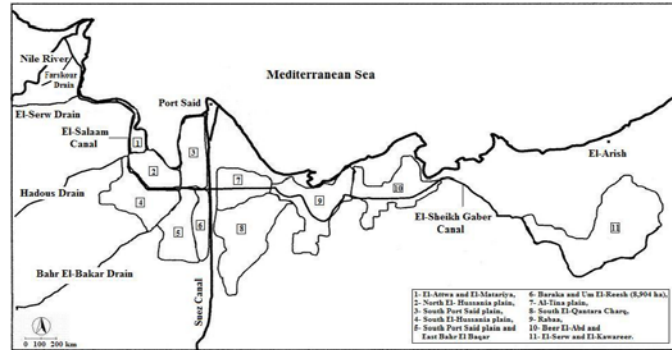 Nile River
Farskour
Drain
Mediterranean Sea
El-Serw Drain
Port Said
El-Salaam
Canal
El-Arish
Hadous Drain
El-Sheikh Gaber
Canal
Bahr El-Bakar Drain
Suez Canal
1
2
3
4
5
6
7
8
9
10
11
N
0 100 200 km
1- El-Attwa and El-Matariya,
2- North El- Hussania plain,
3- South Port Said plain,
4- South El-Hussania plain,
5- South Port Said plain and
East Bahr El Baqar
6- Baraka and Um El-Reesh (8,904 ha),
7- Al-Tina plain,
8- South El-Qantara Charq,
9- Rabaa,
10- Beer El-Abd and
11- El-Serw and El-Kawareer.